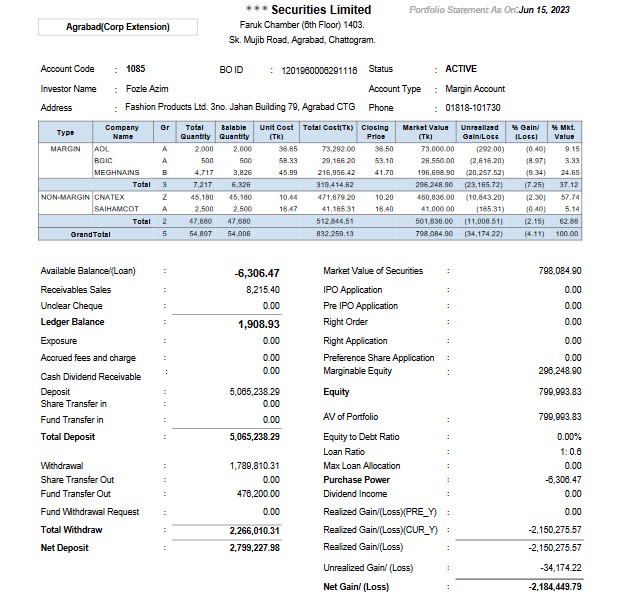 *** Securities Limited
Portfolio Statement As On:Jun 15, 2023
Agrabad(Corp Extension)
Faruk Chamber (6th Floor) 1403.
Sk. Mujib Road, Agrabad, Chattogram.
Account Code : 1085 BO ID : 1201960006291116 Status : ACTIVE
Investor Name : Fozle Azim Account Type : Margin Account
Address : Fashion Products Ltd. 3no. Jahan Building 79, Agrabad CTG Phone : 01818-101730
Type Company Name Gr Total Quantity Salable Quantity Unit Cost (Tk) Total Cost(Tk) Closing Price Market Value (Tk) Unrealized Gain/Loss % Gain/ (Loss) % Mkt. Value
MARGIN AOL A 2,000 2,000 36.65 73,292.00 36.50 73,000.00 (292.00) (0.40) 9.15
BGIC A 500 500 58.33 29,166.20 53.10 26,550.00 (2,616.20) (8.97) 3.33
MEGHNAINS B 4,717 3,826 45.99 216,956.42 41.70 196,698.90 (20,257.52) (9.34) 24.65
Total 3 7,217 6,326 319,414.62 296,248.90 (23,165.72) (7.25) 37.12
NON-MARGIN CNATEX Z 45,180 45,180 10.44 471,679.20 10.20 460,836.00 (10,843.20) (2.30) 57.74
SAIHAMCOT A 2,500 2,500 16.47 41,165.31 16.40 41,000.00 (165.31) (0.40) 5.14
Total 2 47,680 47,680 512,844.51 501,836.00 (11,008.51) (2.15) 62.88
GrandTotal 5 54,897 54,006 832,259.13 798,084.90 (34,174.22) (4.11) 100.00
Available Balance/(Loan) : -6,306.47 Market Value of Securities : 798,084.90
Receivables Sales : 8,215.40 IPO Application : 0.00
Unclear Cheque : 0.00 Pre IPO Application : 0.00
Ledger Balance : 1,908.93 Right Order : 0.00
Exposure : 0.00 Right Application : 0.00
Accrued fees and charge : 0.00 Preference Share Application : 0.00
Cash Dividend Receivable : 0.00 Marginable Equity : 296,248.90
Deposit : 5,065,238.29 Equity : 799,993.83
Share Transfer in : 0.00
Fund Transfer in : 0.00 AV of Portfolio : 799,993.83
Total Deposit : 5,065,238.29 Equity to Debt Ratio : 0.00%
Loan Ratio : 1: 0.6
Withdrawal : 1,789,810.31 Max Loan Allocation : 0.00
Share Transfer Out : 0.00 Purchase Power : -6,306.47
Fund Transfer Out : 476,200.00 Dividend Income : 0.00
Fund Withdrawal Request : 0.00 Realized Gain/(Loss)(PRE_Y) : 0.00
Total Withdraw : 2,266,010.31 Realized Gain/(Loss)(CUR_Y) : -2,150,275.57
Net Deposit : 2,799,227.98 Realized Gain/(Loss) : -2,150,275.57
Unrealized Gain/ (Loss) : -34,174.22
Net Gain/ (Loss) : -2,184,449.79